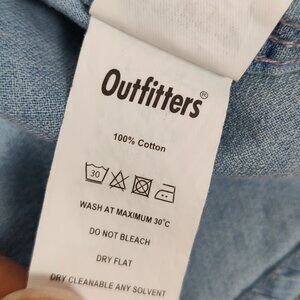 Outfitters®
100% Cotton
30
WASH AT MAXIMUM 30°C
DO NOT BLEACH
DRY FLAT
DRY CLEANABLE ANY SOLVENT